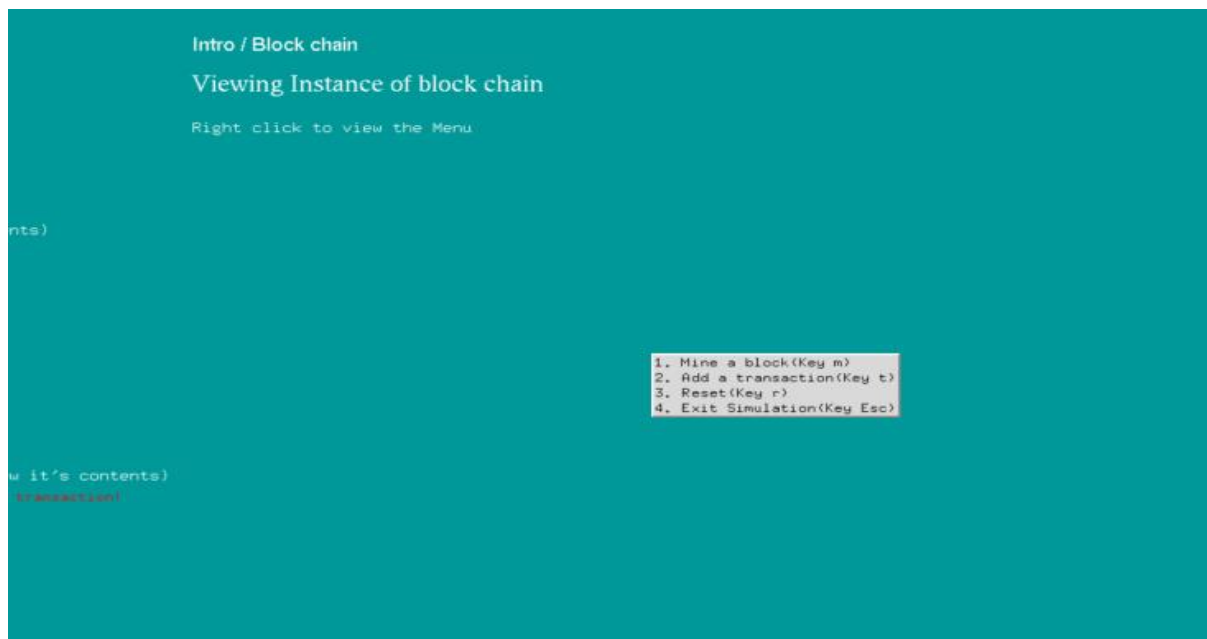 Intro / Block chain
Viewing Instance of block chain
Right click to view the Menu
nts)
1. Mine a block(Key m)
2. Add a transaction(Key t)
3. Reset(Key r)
4. Exit Simulation(Key Esc)
w it's contents)
transaction!